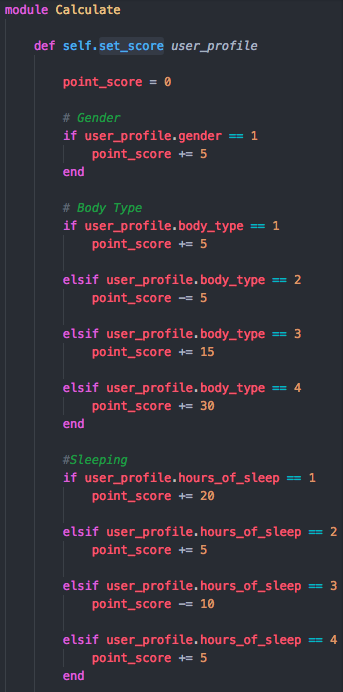 module Calculate
def self.set_score user_profile
point_score = 0
# Gender
if user_profile.gender == 1
point_score += 5
end
# Body Type
if user_profile.body_type == 1
point_score += 5
elsif user_profile.body_type == 2
point_score -= 5
elsif user_profile.body_type == 3
point_score += 15
elsif user_profile.body_type == 4
point_score += 30
end
#Sleeping
if user_profile.hours_of_sleep == 1
point_score += 20
elsif user_profile.hours_of_sleep == 2
point_score += 5
elsif user_profile.hours_of_sleep == 3
point_score -= 10
elsif user_profile.hours_of_sleep == 4
point_score += 5
end